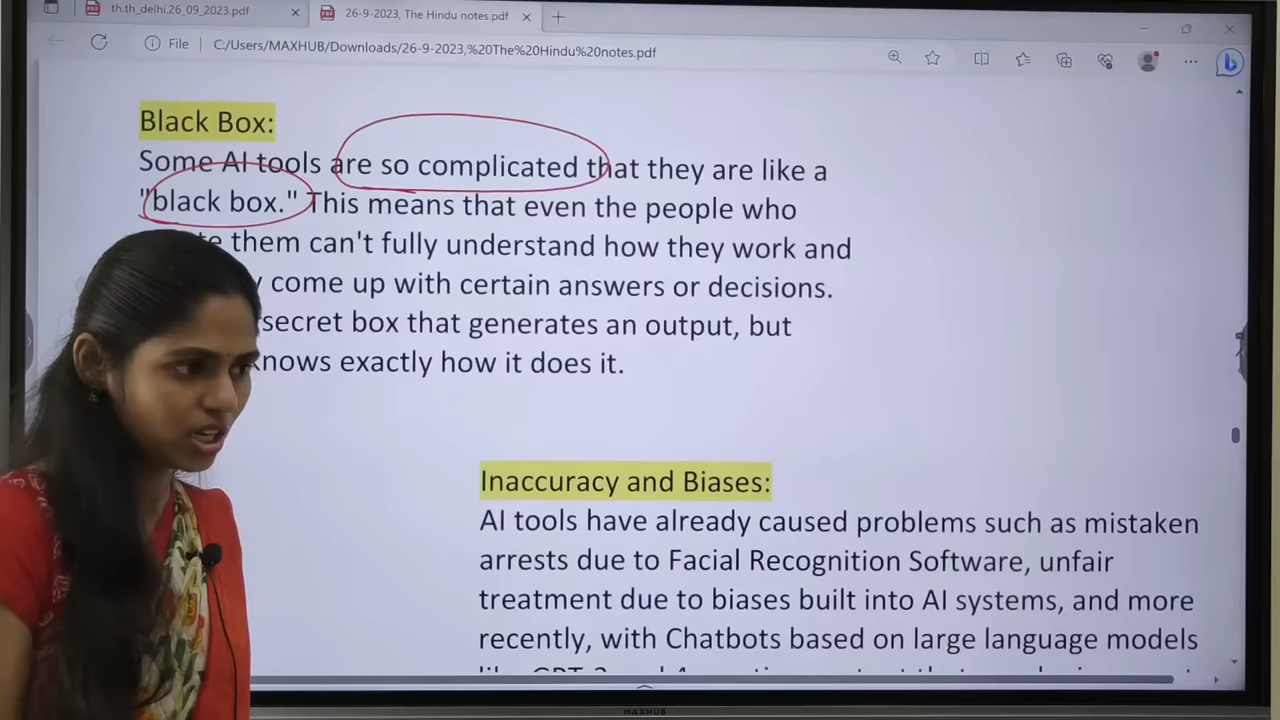 th.th_delhi.26_09_2023.pdf
26-9-2023, The Hindu notes.pdf
File
C:/Users/MAXHUB/Downloads/26-9-2023,%20The%20Hindu%20notes.pdf
Black Box:
Some AI tools are so complicated that they are like a
"black box." This means that even the people who
them can't fully understand how they work and
come up with certain answers or decisions.
secret box that generates an output, but
knows exactly how it does it.
Inaccuracy and Biases:
AI tools have already caused problems such as mistaken
arrests due to Facial Recognition Software, unfair
treatment due to biases built into AI systems, and more
recently, with Chatbots based on large language models
MAXHUB